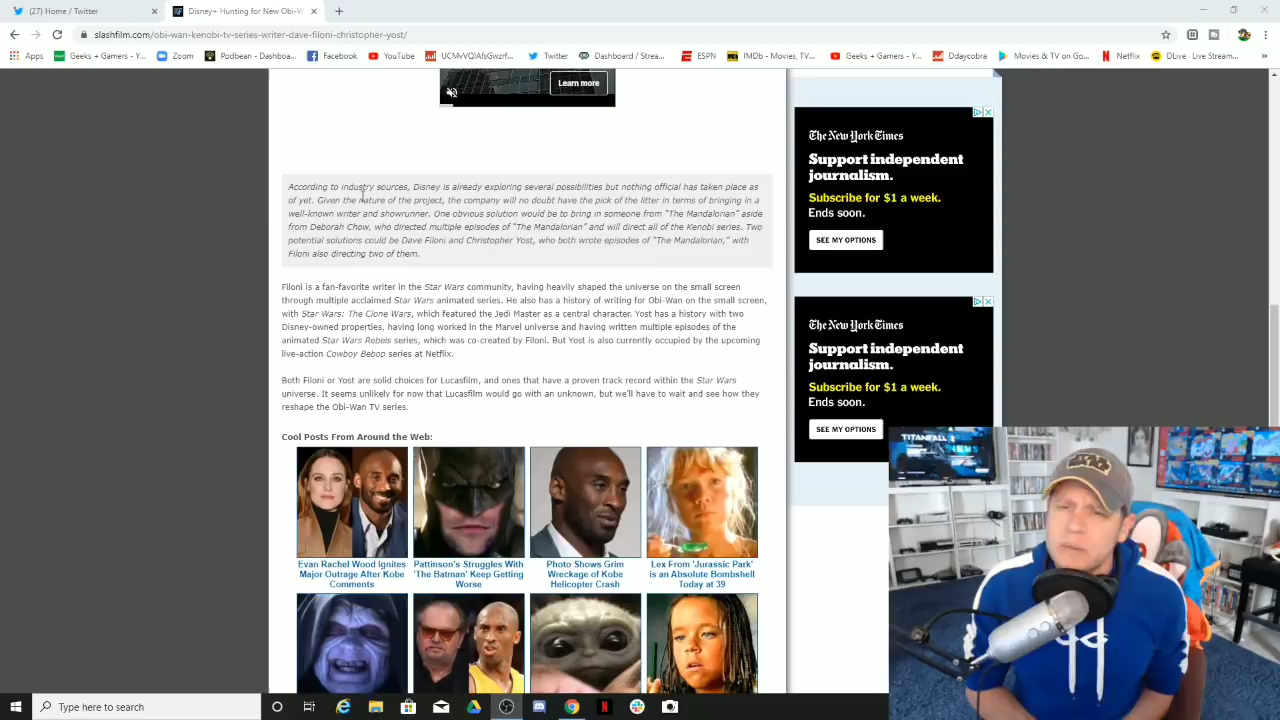 (27) Home / Twitter
Disney+ Hunting for New Obi-W
slashfilm.com/obi-wan-kenobi-tv-series-writer-dave-filoni-christopher-yost/
Apps
Geeks + Gamers - Y...
Zoom
Podbean - Dashboa...
Facebook
YouTube
UCMvVQIAfsGwzrf...
Twitter
Dashboard / Strea...
ESPN
IMDb - Movies, TV,...
Geeks + Gamers - Y...
Ddaycobra
Movies & TV on Go...
Netflix
DLive · Live Stream...
Learn more
According to industry sources, Disney is already exploring several possibilities but nothing official has taken place as
of yet. Given the nature of the project, the company will no doubt have the pick of the litter in terms of bringing in a
well-known writer and showrunner. One obvious solution would be to bring in someone from “The Mandalorian” aside
from Deborah Chow, who directed multiple episodes of “The Mandalorian” and will direct all of the Kenobi series. Two
potential solutions could be Dave Filoni and Christopher Yost, who both wrote episodes of “The Mandalorian,” with
Filoni also directing two of them.
Filoni is a fan-favorite writer in the Star Wars community, having heavily shaped the universe on the small screen
through multiple acclaimed Star Wars animated series. He also has a history of writing for Obi-Wan on the small screen,
with Star Wars: The Clone Wars, which featured the Jedi Master as a central character. Yost has a history with two
Disney-owned properties, having long worked in the Marvel universe and having written multiple episodes of the
animated Star Wars Rebels series, which was co-created by Filoni. But Yost is also currently occupied by the upcoming
live-action Cowboy Bebop series at Netflix.
Both Filoni or Yost are solid choices for Lucasfilm, and ones that have a proven track record within the Star Wars
universe. It seems unlikely for now that Lucasfilm would go with an unknown, but we’ll have to wait and see how they
reshape the Obi-Wan TV series.
Cool Posts From Around the Web:
Evan Rachel Wood Ignites
Major Outrage After Kobe
Comments
Pattinson's Struggles With
'The Batman' Keep Getting
Worse
Photo Shows Grim
Wreckage of Kobe
Helicopter Crash
Lex From 'Jurassic Park'
is an Absolute Bombshell
Today at 39
The New York Times
Support independent
journalism.
Subscribe for $1 a week.
Ends soon.
SEE MY OPTIONS
The New York Times
Support independent
journalism.
Subscribe for $1 a week.
Ends soon.
SEE MY OPTIONS
TITANFALL
STAR WARS
Type here to search